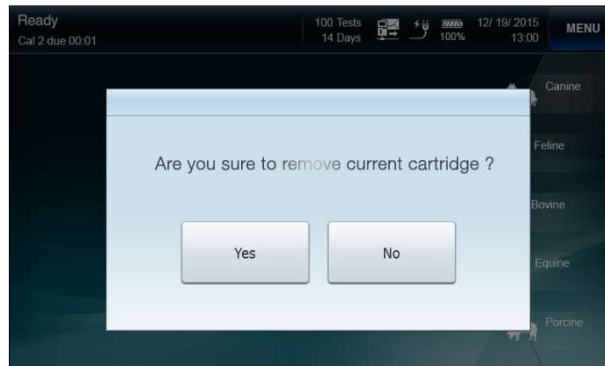 Ready
Cal 2 due 00:01
100 Tests
14 Days
100%
12/ 19/ 2015
13:00
MENU
Canine
Are you sure to remove current cartridge ?
Feline
Bovine
Yes
No
Equine
Porcine